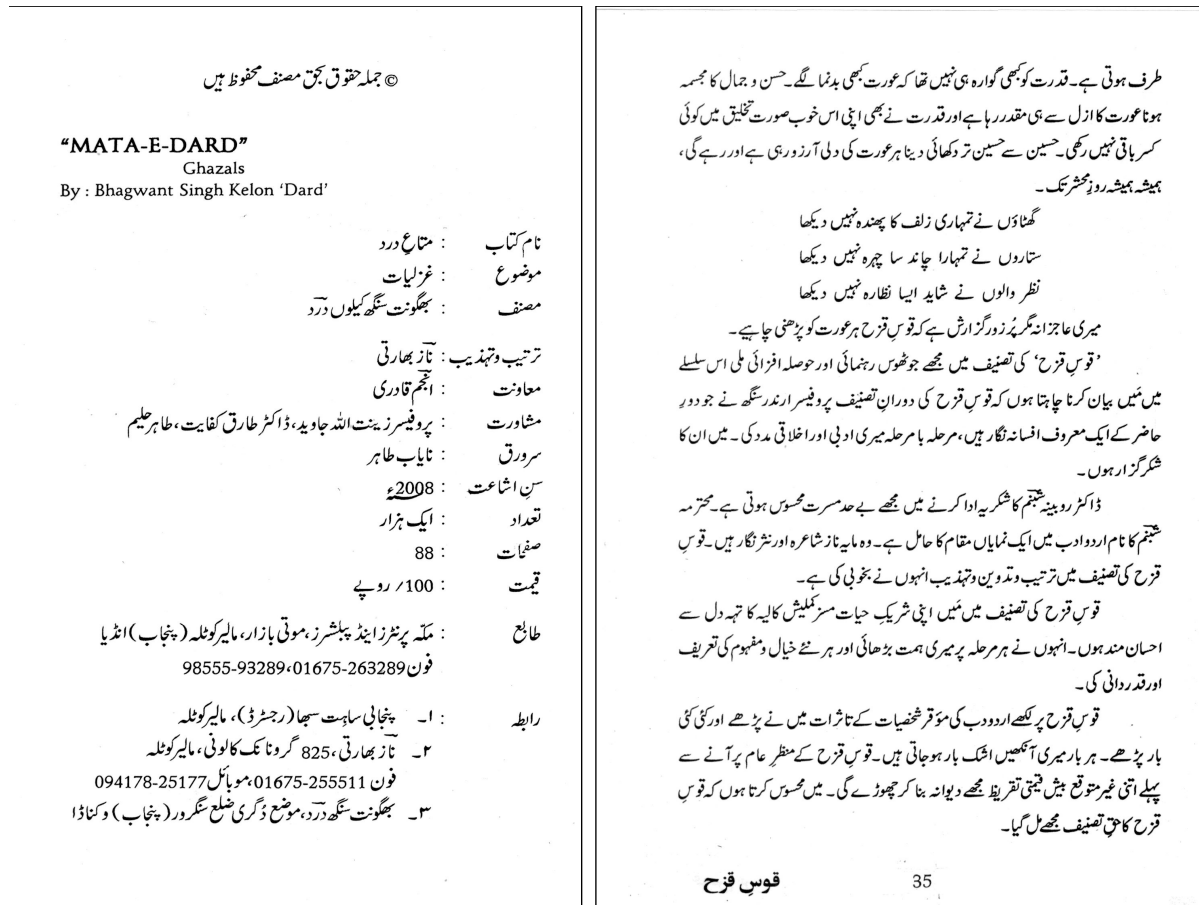 © جملہ حقوق بحق مصنف محفوظ ہیں
“MATA-E-DARD”
Ghazals
By : Bhagwant Singh Kelon ‘Dard’
نام کتاب : متاعِ درد
موضوع : غزلیات
مصنف : بھگونت سنگھ کیلوں درؔد
ترتیب وتہذیب : نازؔ بھارتی
معاونت : انجمؔ قادری
مشاورت : پروفیسر زینت اللہ جاوید، ڈاکٹر طارق کفایت، طاہر حلیم
سرورق : نایاب طاہر
سنِ اشاعت : 2008ء
تعداد : ایک ہزار
صفحات : 88
قیمت : 100/ روپے
طابع : مکّہ پرنٹرز اینڈ پبلشرز، موتی بازار، مالیرکوٹلہ (پنجاب) انڈیا
فون 01675-263289، 98555-93289
رابطہ : ۱۔ پنجابی ساہت سبھا (رجسٹرڈ)، مالیرکوٹلہ
۲۔ نازؔ بھارتی، 825 گرونانک کالونی، مالیرکوٹلہ
فون 01675-255511، موبائل 094178-25177
۳۔ بھگونت سنگھ درؔد، موضع دُگری ضلع سنگرور (پنجاب) و کناڈا
طرف ہوتی ہے۔ قدرت کو کبھی گوارہ ہی نہیں تھا کہ عورت کبھی بدنما لگے۔ حسن و جمال کا مجسمہ
ہونا عورت کا ازل سے ہی مقدر رہا ہے اور قدرت نے بھی اپنی اس خوب صورت تخلیق میں کوئی
کسر باقی نہیں رکھی۔ حسین سے حسین تر دکھائی دینا ہر عورت کی دلی آرزو رہی ہے اور رہے گی،
ہمیشہ ہمیشہ روزِ محشر تک۔
گھٹاؤں نے تمہاری زلف کا پھندہ نہیں دیکھا
ستاروں نے تمہارا چاند سا چہرہ نہیں دیکھا
نظر والوں نے شاید ایسا نظارہ نہیں دیکھا
میری عاجزانہ مگر پُر زور گزارش ہے کہ قوسِ قزح ہر عورت کو پڑھنی چاہیے۔
’قوسِ قزح‘ کی تصنیف میں مجھے جو ٹھوس رہنمائی اور حوصلہ افزائی ملی اس سلسلے
میں مَیں بیان کرنا چاہتا ہوں کہ قوسِ قزح کی دورانِ تصنیف پروفیسر ارندر سنگھ نے جو دورِ
حاضر کے ایک معروف افسانہ نگار ہیں، مرحلہ با مرحلہ میری ادبی اور اخلاقی مدد کی۔ میں ان کا
شکر گزار ہوں۔
ڈاکٹر روبینہ شبنمؔ کا شکریہ ادا کرنے میں مجھے بے حد مسرت محسوس ہوتی ہے۔ محترمہ
شبنمؔ کا نام اردو ادب میں ایک نمایاں مقام کا حامل ہے۔ وہ مایہ ناز شاعرہ اور نثر نگار ہیں۔ قوسِ
قزح کی تصنیف میں ترتیب و تدوین و تہذیب انہوں نے بخوبی کی ہے۔
قوسِ قزح کی تصنیف میں مَیں اپنی شریکِ حیات مسز کملیش کالیہ کا تہہ دل سے
احسان مند ہوں۔ انہوں نے ہر مرحلہ پر میری ہمت بڑھائی اور ہر نئے خیال و مفہوم کی تعریف
اور قدردانی کی۔
قوسِ قزح پر لکھے اردو ادب کی مؤقر شخصیات کے تاثرات میں نے پڑھے اور کئی کئی
بار پڑھے۔ ہر بار میری آنکھیں اشک بار ہوجاتی ہیں۔ قوسِ قزح کے منظرِ عام پر آنے سے
پہلے اتنی غیر متوقع بیش قیمتی تقریظ مجھے دیوانہ بنا کر چھوڑے گی۔ میں محسوس کرتا ہوں کہ قوسِ
قزح کا حقِ تصنیف مجھے مل گیا۔
قوسِ قزح 35